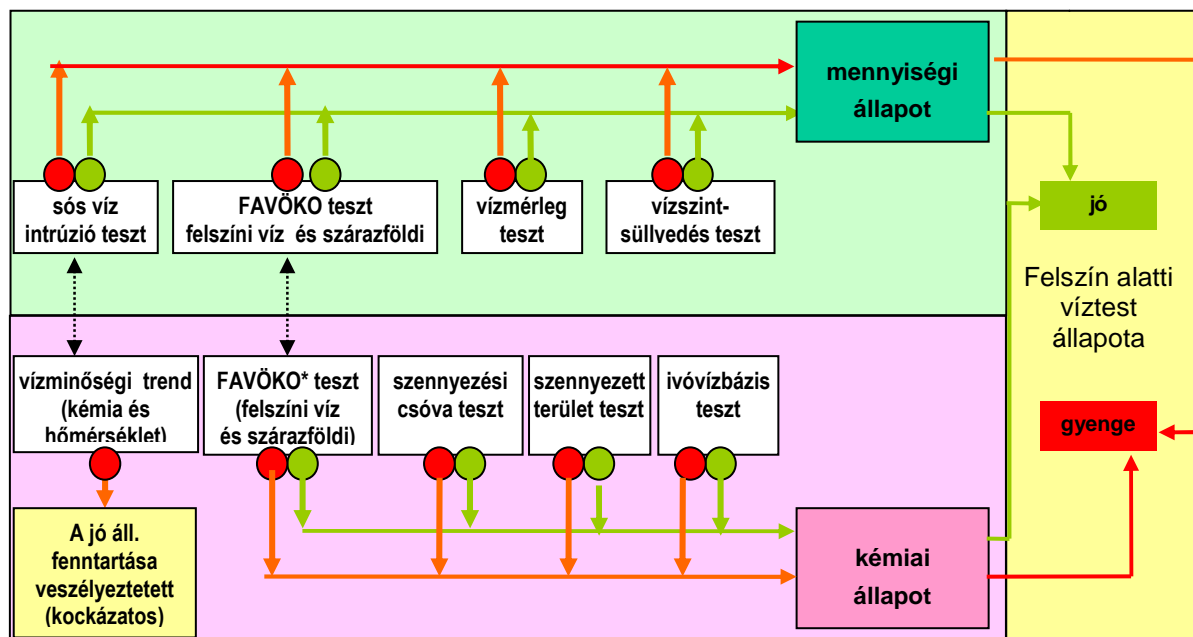 mennyiségi
állapot
sós víz
intrúzió teszt
FAVÖKO teszt
felszíni víz és szárazföldi
vízmérleg
teszt
vízszint-
süllyedés teszt
jó
Felszín alatti
víztest
állapota
gyenge
vízminőségi trend
(kémia és
hőmérséklet)
FAVÖKO* teszt
(felszíni víz
és szárazföldi)
szennyezési
csóva teszt
szennyezett
terület teszt
ivóvízbázis
teszt
A jó áll.
fenntartása
veszélyeztetett
(kockázatos)
kémiai
állapot